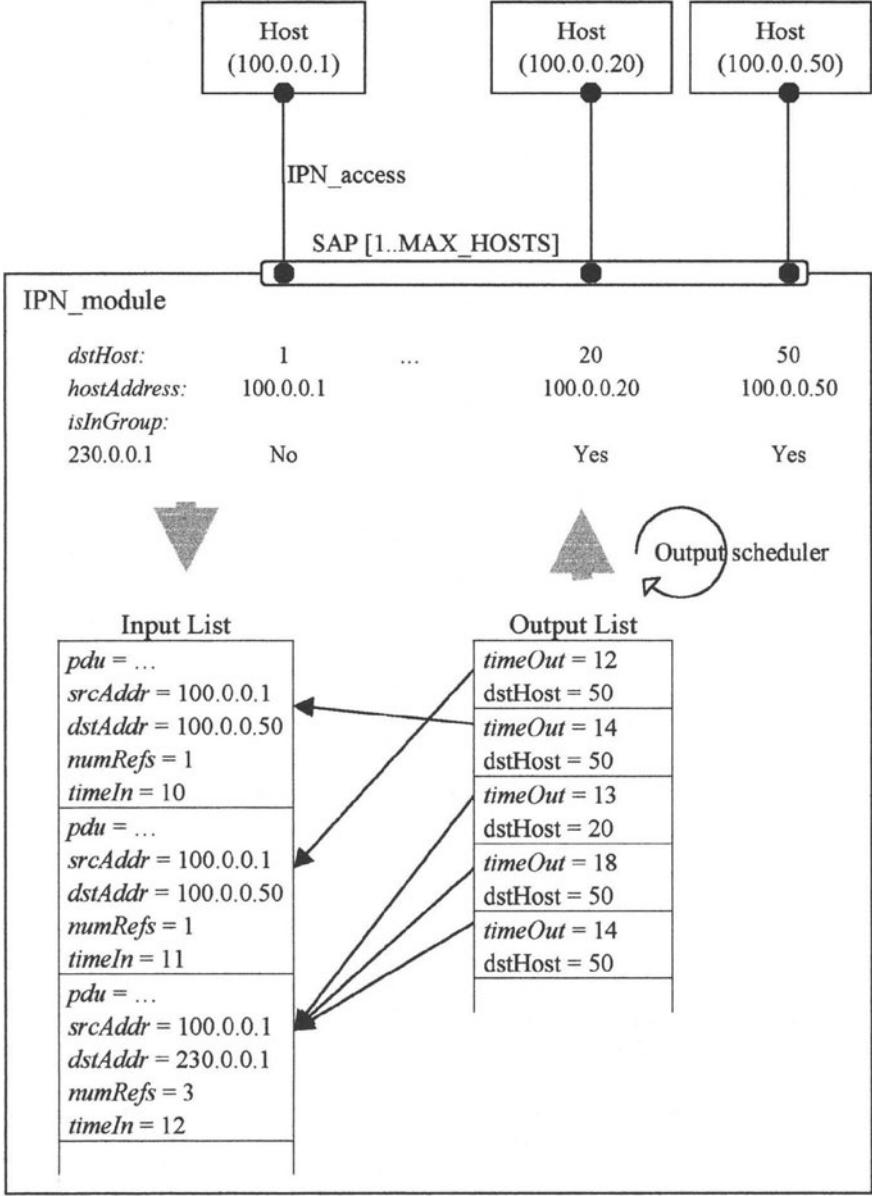 Host
(100.0.0.1)
Host
(100.0.0.20)
Host
(100.0.0.50)
IPN_access
SAP [1..MAX_HOSTS]
IPN_module
dstHost: 1 ... 20 50
hostAddress: 100.0.0.1 100.0.0.20 100.0.0.50
isInGroup:
230.0.0.1 No Yes Yes
Output scheduler
Input List
pdu = ...
srcAddr = 100.0.0.1
dstAddr = 100.0.0.50
numRefs = 1
timeIn = 10
pdu = ...
srcAddr = 100.0.0.1
dstAddr = 100.0.0.50
numRefs = 1
timeIn = 11
pdu = ...
srcAddr = 100.0.0.1
dstAddr = 230.0.0.1
numRefs = 3
timeIn = 12
Output List
timeOut = 12
dstHost = 50
timeOut = 14
dstHost = 50
timeOut = 13
dstHost = 20
timeOut = 18
dstHost = 50
timeOut = 14
dstHost = 50